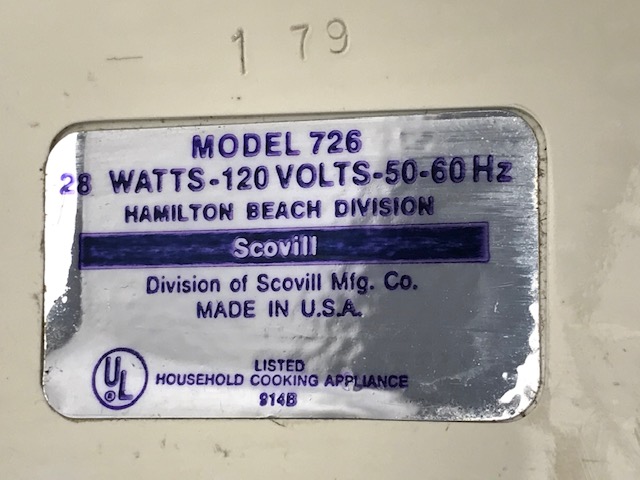 1 79
MODEL 726
28 WATTS-120 VOLTS-50-60 Hz
HAMILTON BEACH DIVISION
Scovill
Division of Scovill Mfg. Co.
MADE IN U.S.A.
UL
®
LISTED
HOUSEHOLD COOKING APPLIANCE
914B